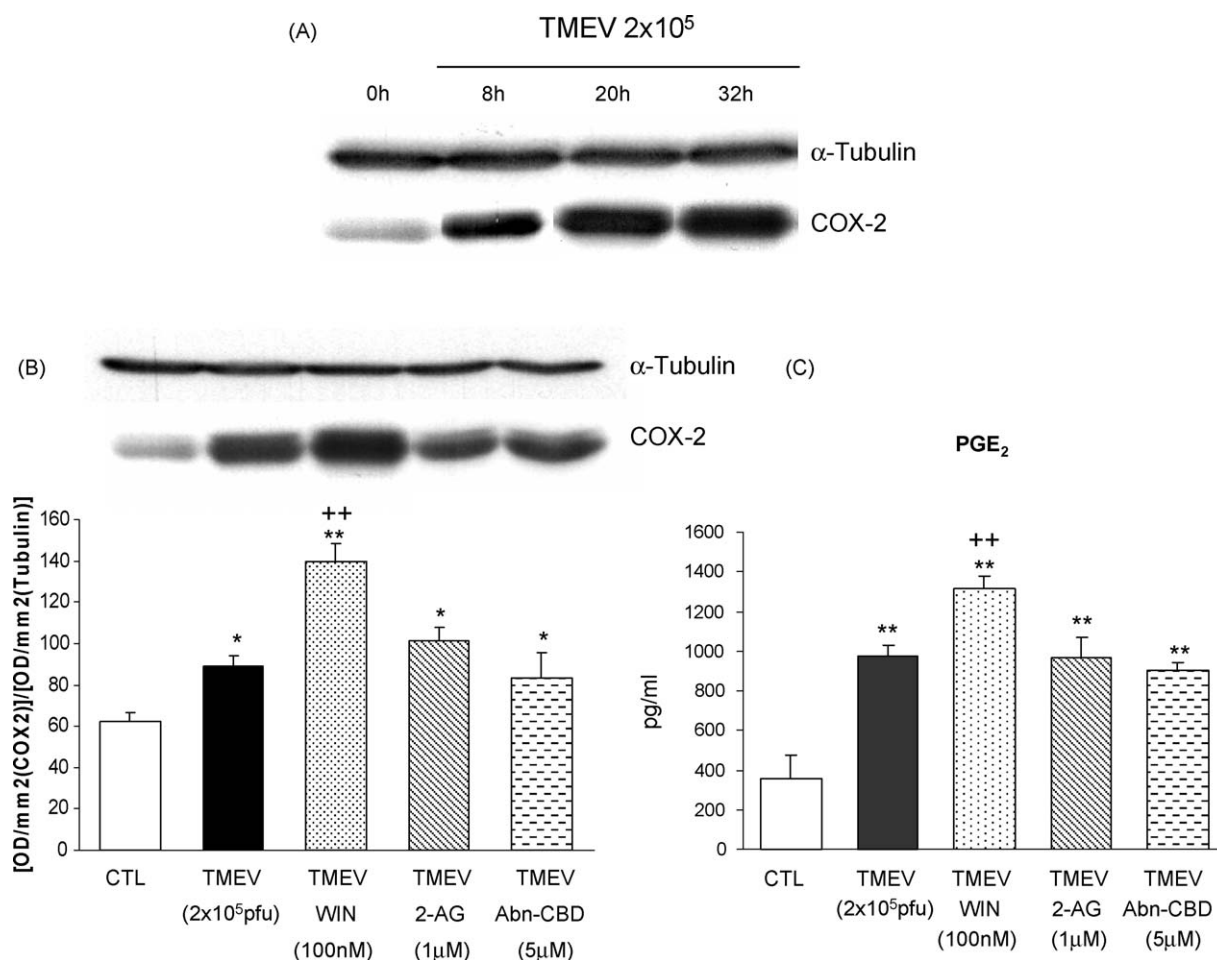 (A)
TMEV 2x10⁵
0h 8h 20h 32h
α-Tubulin
COX-2
(B)
α-Tubulin
COX-2
[OD/mm2(COX2)]/[OD/mm2(Tubulin)]
160
140
120
100
80
60
40
20
0
*
++
**
*
*
CTL TMEV TMEV TMEV TMEV
(2x10⁵pfu) WIN 2-AG Abn-CBD
(100nM) (1μM) (5μM)
(C)
PGE₂
pg/ml
1600
1400
1200
1000
800
600
400
200
0
**
++
**
**
**
CTL TMEV TMEV TMEV TMEV
(2x10⁵pfu) WIN 2-AG Abn-CBD
(100nM) (1μM) (5μM)